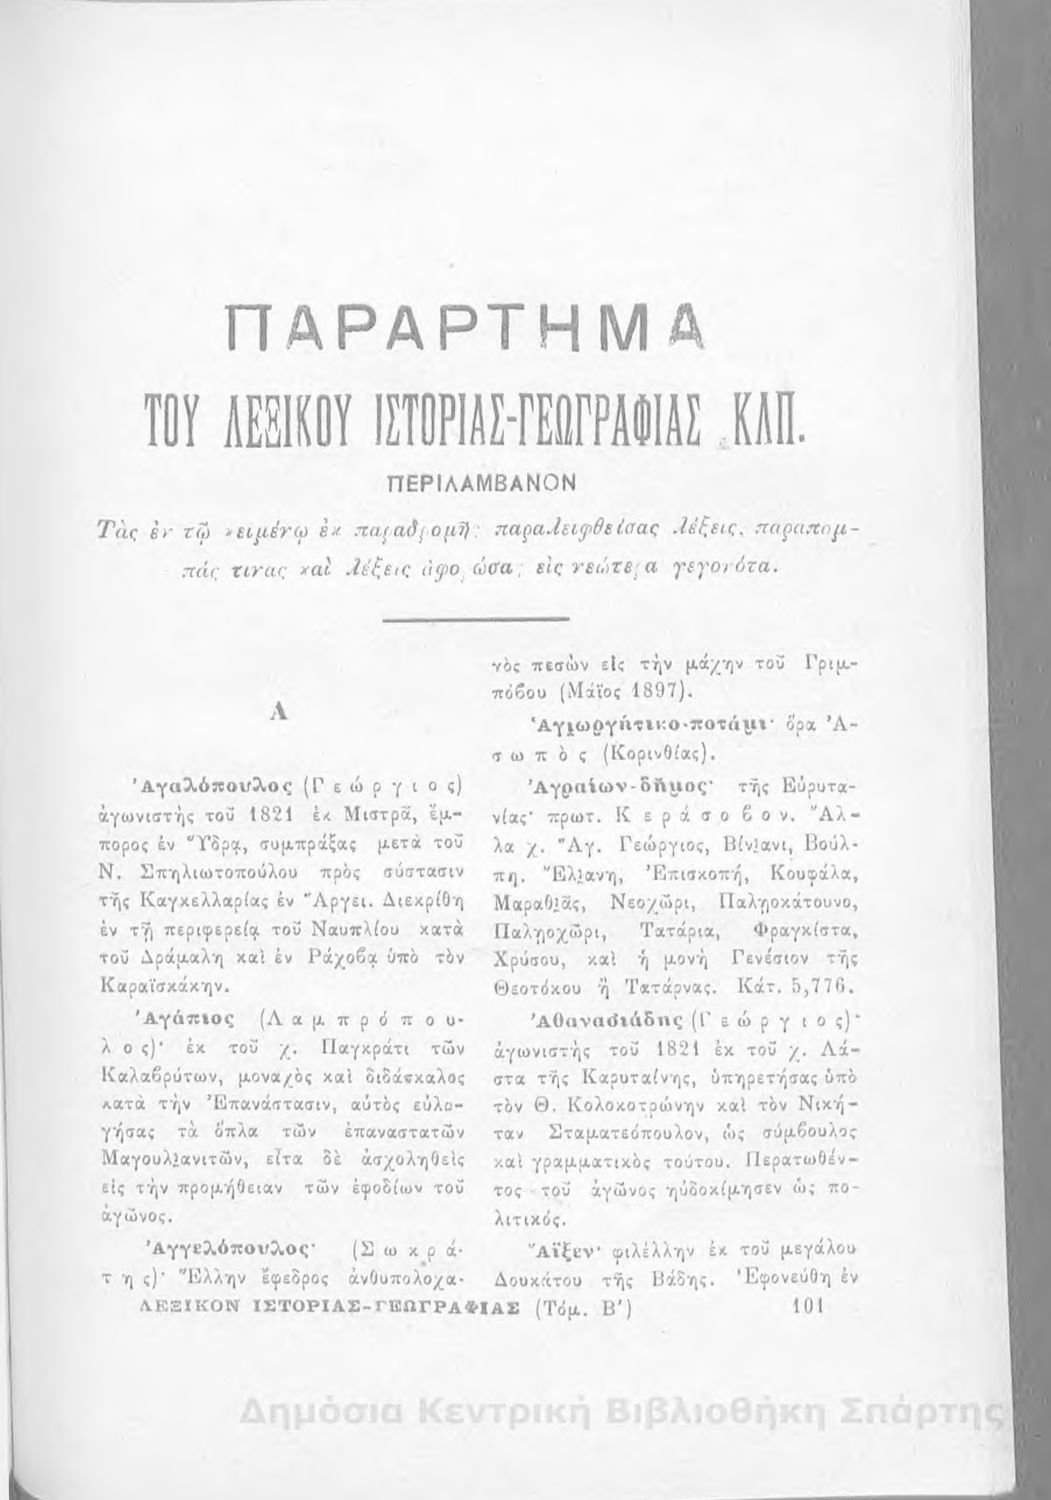 ΠΑΡΑΡΤΗΜΑ
ΤΟΥ ΛΕΞΙΚΟΥ ΙΣΤΟΡΙΑΣ-ΓΕΩΓΡΑΦΙΑΣ ΚΛΠ.
ΠΕΡΙΛΑΜΒΑΝΟΝ
Τὰς ἐν τῷ κειμένῳ ἐκ παραδρομῆς παραλειφθείσας λέξεις, παραπομ-
πάς τινας καὶ λέξεις ἀφορώσας εἰς νεώτερα γεγονότα.
Α
Ἀγαλόπουλος (Γεώργιος)
ἀγωνιστὴς τοῦ 1821 ἐκ Μιστρᾶ, ἔμ-
πορος ἐν Ὕδρᾳ, συμπράξας μετὰ τοῦ
Ν. Σπηλιωτοπούλου πρὸς σύστασιν
τῆς Καγκελλαρίας ἐν Ἄργει. Διεκρίθη
ἐν τῇ περιφερείᾳ τοῦ Ναυπλίου κατὰ
τοῦ Δράμαλη καὶ ἐν Ράχοβᾳ ὑπὸ τὸν
Καραϊσκάκην.
Ἀγάπιος (Λαμπρόπου-
λος)· ἐκ τοῦ χ. Παγκράτι τῶν
Καλαβρύτων, μοναχὸς καὶ διδάσκαλος
κατὰ τὴν Ἐπανάστασιν, αὐτὸς εὐλο-
γήσας τὰ ὅπλα τῶν ἐπαναστατῶν
Μαγουλιανιτῶν, εἶτα δὲ ἀσχοληθεὶς
εἰς τὴν προμήθειαν τῶν ἐφοδίων τοῦ
ἀγῶνος.
Ἀγγελόπουλος· (Σωκρά-
της)· Ἕλλην ἔφεδρος ἀνθυπολοχα-
γὸς πεσὼν εἰς τὴν μάχην τοῦ Γριμ-
πόβου (Μάϊος 1897).
Ἁγιωργήτικο-ποτάμι· ὅρα Ἀ-
σωπὸς (Κορινθίας).
Ἀγραίων-δῆμος· τῆς Εὐρυτα-
νίας· πρωτ. Κεράσοβον. Ἄλ-
λα χ. Ἅγ. Γεώργιος, Βίνιανι, Βούλ-
πη. Ἕλιανη, Ἐπισκοπή, Κουφάλα,
Μαραθιᾶς, Νεοχῶρι, Παληοκάτουνο,
Παληοχῶρι, Τατάρια, Φραγκίστα,
Χρύσου, καὶ ἡ μονὴ Γενέσιον τῆς
Θεοτόκου ἢ Τατάρνας. Κάτ. 5,776.
Ἀθανασιάδης (Γεώργιος)·
ἀγωνιστὴς τοῦ 1821 ἐκ τοῦ χ. Λά-
στα τῆς Καρυταίνης, ὑπηρετήσας ὑπὸ
τὸν Θ. Κολοκοτρώνην καὶ τὸν Νική-
ταν Σταματεόπουλον, ὡς σύμβουλος
καὶ γραμματικὸς τούτου. Περατωθέν-
τος τοῦ ἀγῶνος ηὐδοκίμησεν ὡς πο-
λιτικός.
Ἄϊξεν· φιλέλλην ἐκ τοῦ μεγάλου
Δουκάτου τῆς Βάδης. Ἐφονεύθη ἐν
ΛΕΞΙΚΟΝ ΙΣΤΟΡΙΑΣ-ΓΕΩΓΡΑΦΙΑΣ (Τόμ. Β′) 101
Δημόσια Κεντρική Βιβλιοθήκη Σπάρτης